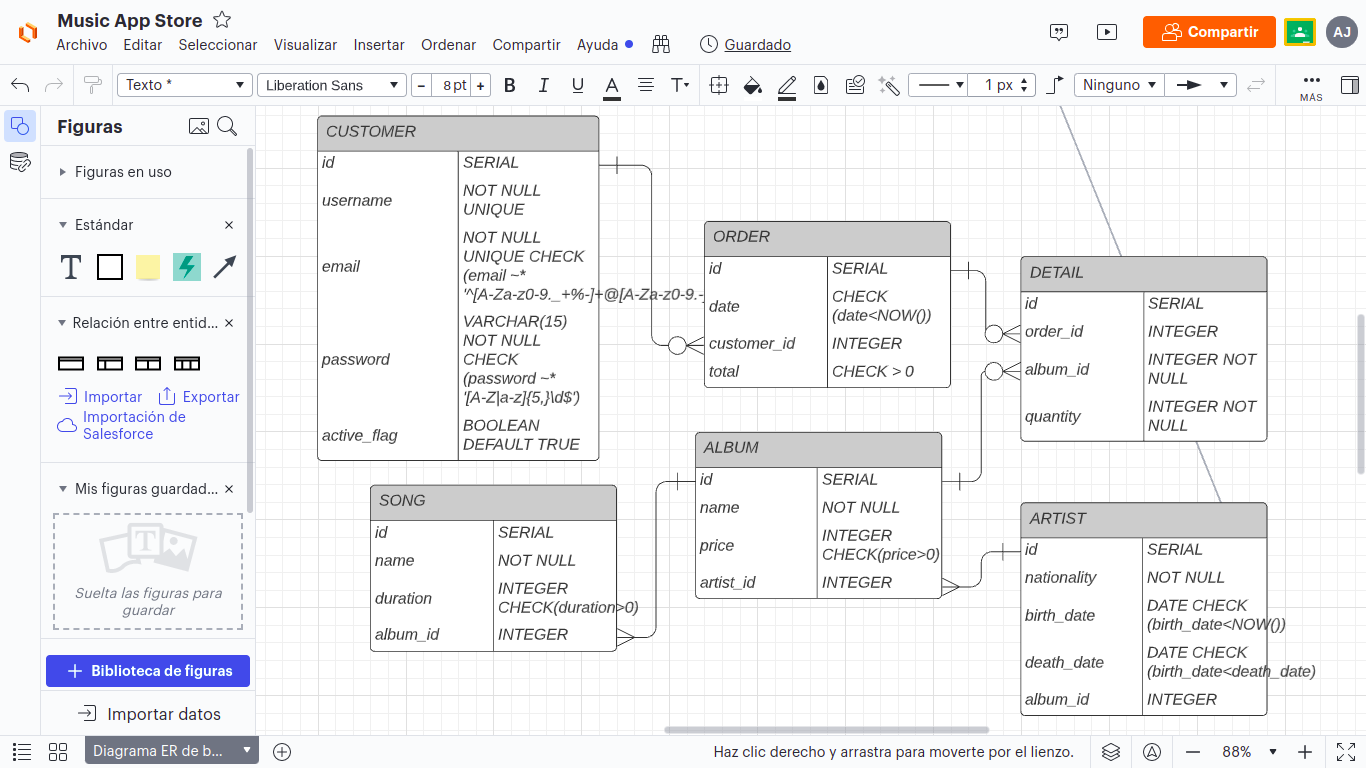 Music App Store
Archivo Editar Seleccionar Visualizar Insertar Ordenar Compartir Ayuda Guardado
Compartir
AJ
Texto * Liberation Sans 8 pt B I U A T 1 px Ninguno MÁS
Figuras
Figuras en uso
Estándar
T
Relación entre entid...
Importar Exportar
Importación de
Salesforce
Mis figuras guardad...
T
Suelta las figuras para
guardar
Biblioteca de figuras
Importar datos
CUSTOMER
id SERIAL
username NOT NULL
UNIQUE
email NOT NULL
UNIQUE CHECK
(email ~*
'^[A-Za-z0-9._+%-]+@[A-Za-z0-9.-
password VARCHAR(15)
NOT NULL
CHECK
(password ~*
'[A-Z|a-z]{5,}\d$')
active_flag BOOLEAN
DEFAULT TRUE
ORDER
id SERIAL
date CHECK
(date<NOW())
customer_id INTEGER
total CHECK > 0
DETAIL
id SERIAL
order_id INTEGER
album_id INTEGER NOT
NULL
quantity INTEGER NOT
NULL
ALBUM
id SERIAL
name NOT NULL
price INTEGER
CHECK(price>0)
artist_id INTEGER
SONG
id SERIAL
name NOT NULL
duration INTEGER
CHECK(duration>0)
album_id INTEGER
ARTIST
id SERIAL
nationality NOT NULL
birth_date DATE CHECK
(birth_date<NOW())
death_date DATE CHECK
(birth_date<death_date)
album_id INTEGER
Diagrama ER de b...
Haz clic derecho y arrastra para moverte por el lienzo.
88%